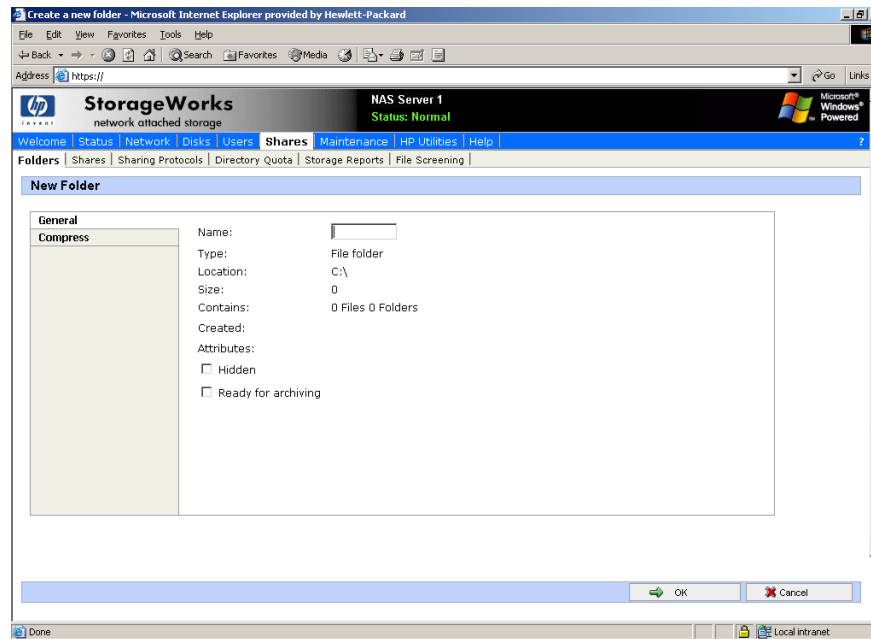 Create a new folder - Microsoft Internet Explorer provided by Hewlett-Packard
File Edit View Favorites Tools Help
Back Search Favorites Media
Address https:// Go Links
hp invent
StorageWorks
network attached storage
NAS Server 1
Status: Normal
Microsoft® Windows® Powered
Welcome Status Network Disks Users Shares Maintenance HP Utilities Help ?
Folders Shares Sharing Protocols Directory Quota Storage Reports File Screening
New Folder
General
Compress
Name:
Type: File folder
Location: C:\
Size: 0
Contains: 0 Files 0 Folders
Created:
Attributes:
Hidden
Ready for archiving
OK Cancel
Done Local intranet